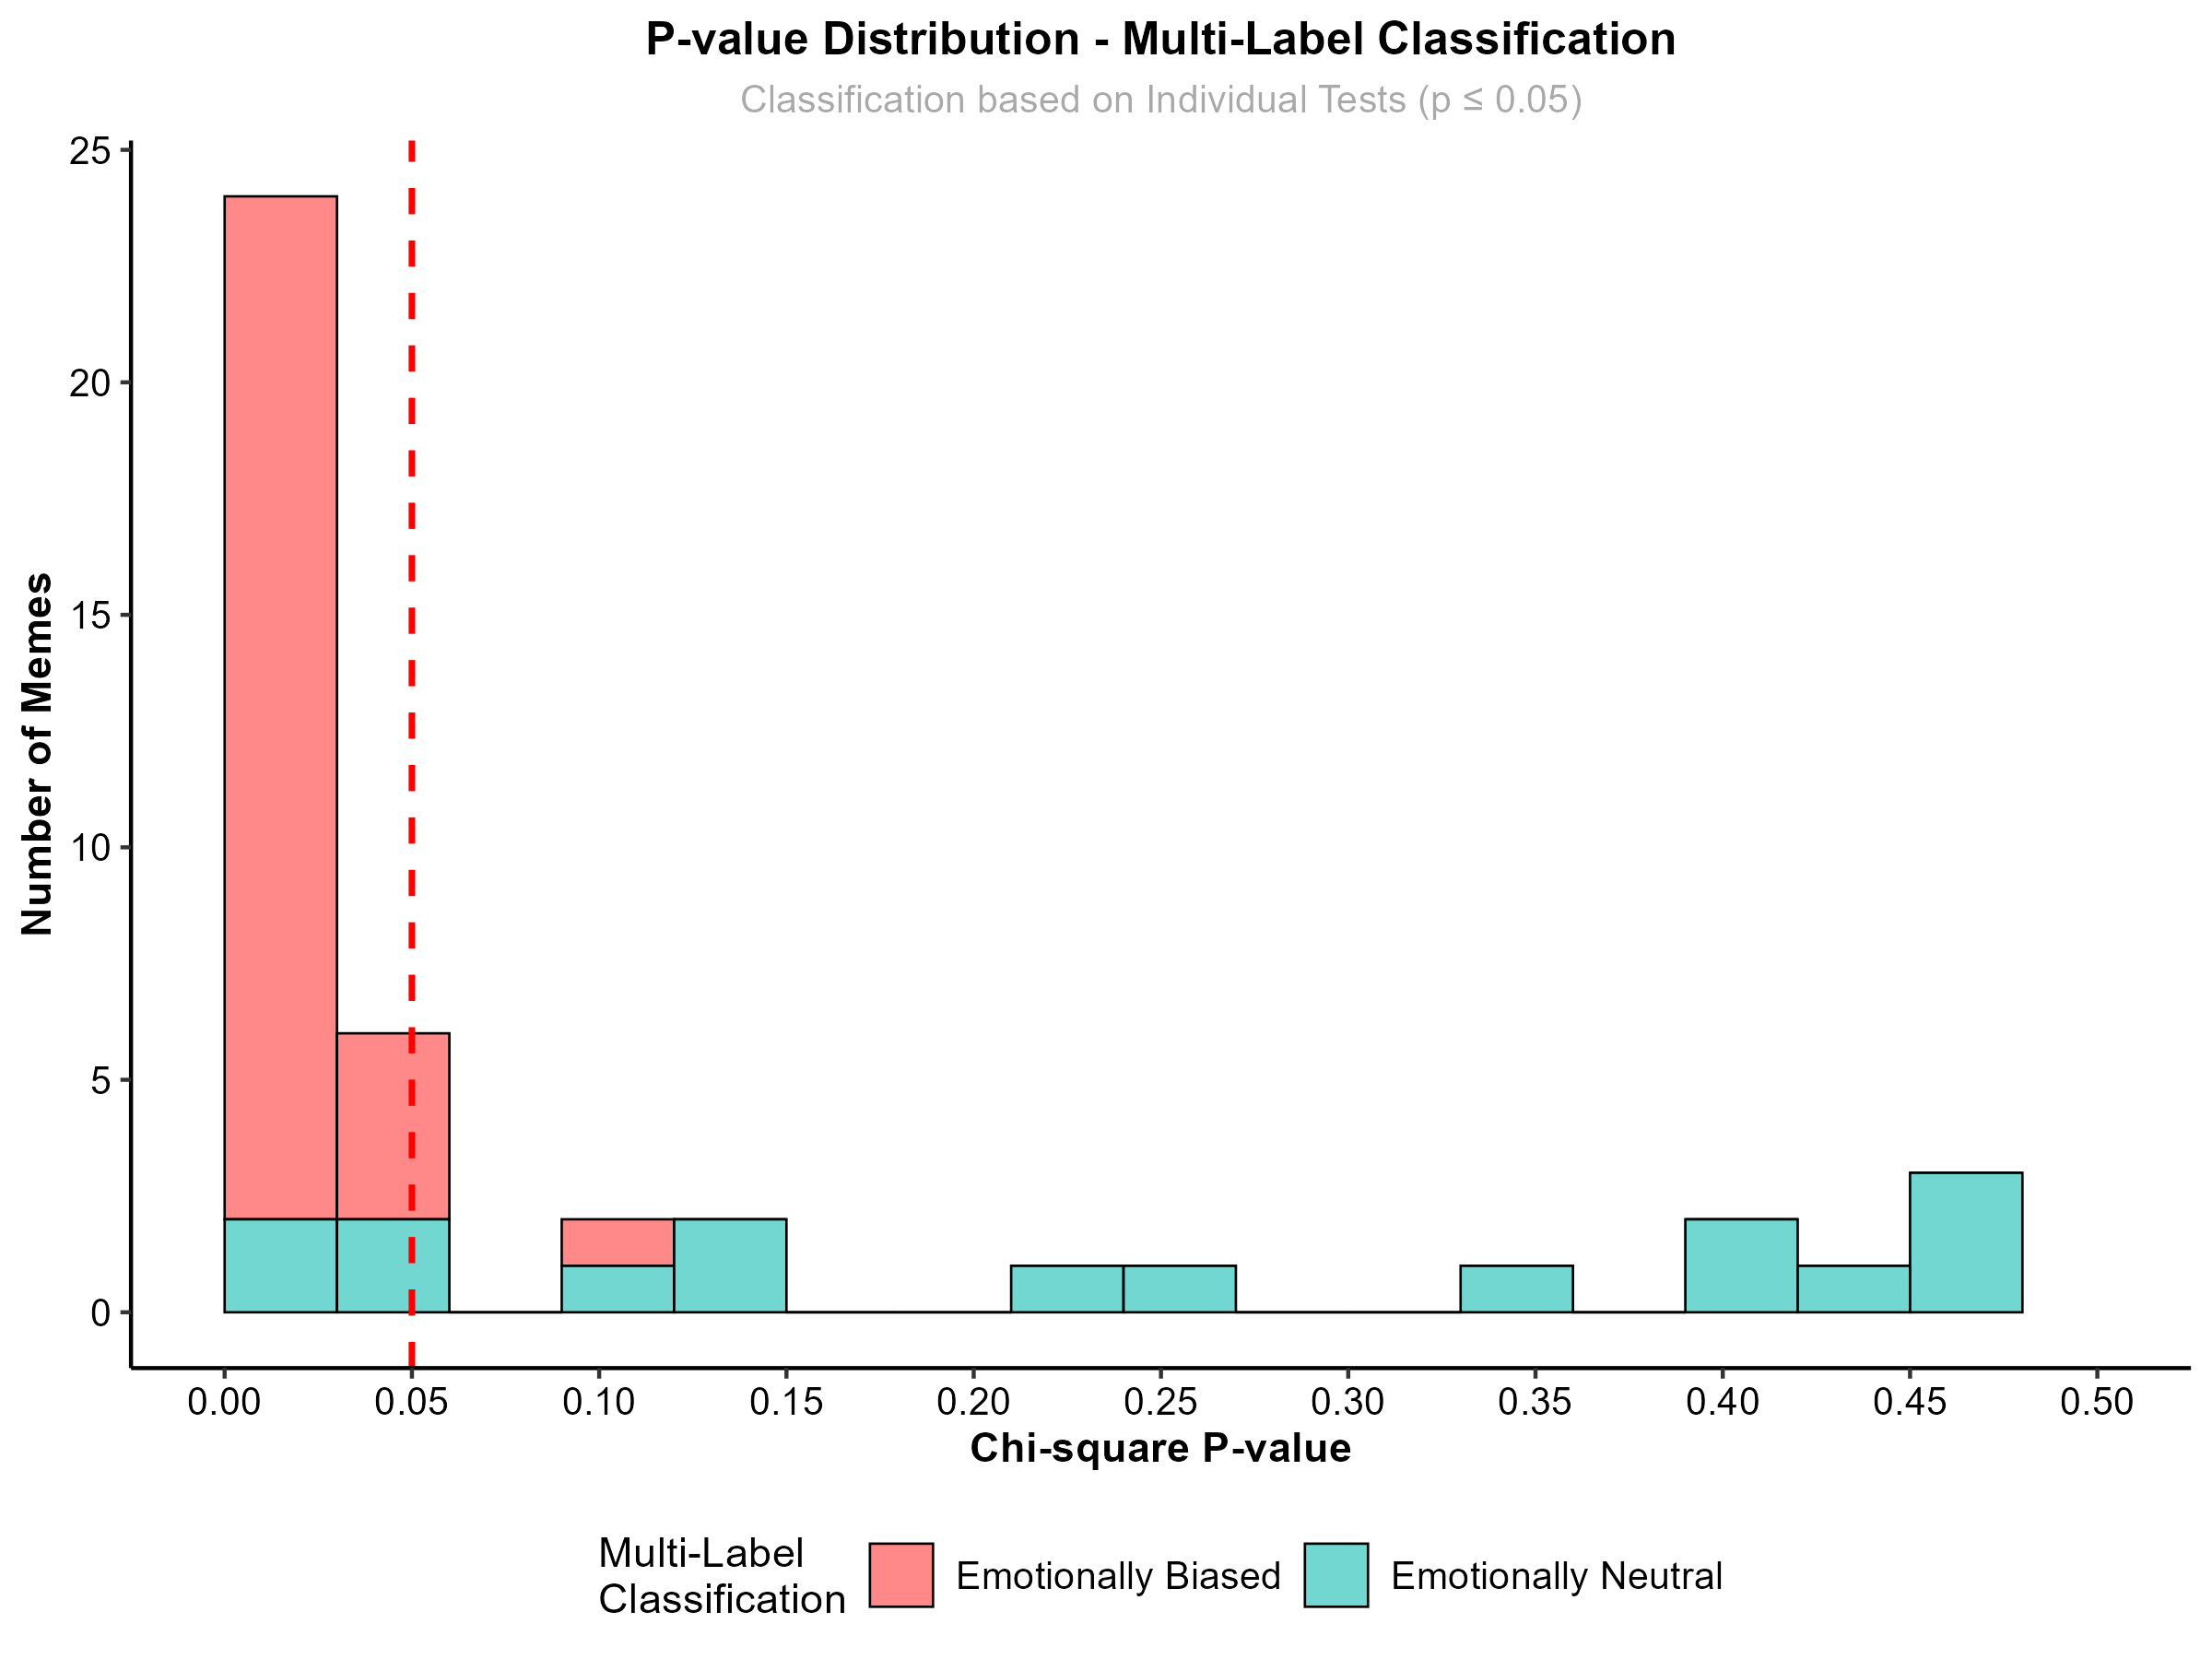 P-value Distribution - Multi-Label Classification
Classification based on Individual Tests (p ≤ 0.05)
25
20
15
10
5
0
Number of Memes
0.00 0.05 0.10 0.15 0.20 0.25 0.30 0.35 0.40 0.45 0.50
Chi-square P-value
Multi-Label
Classification
Emotionally Biased
Emotionally Neutral